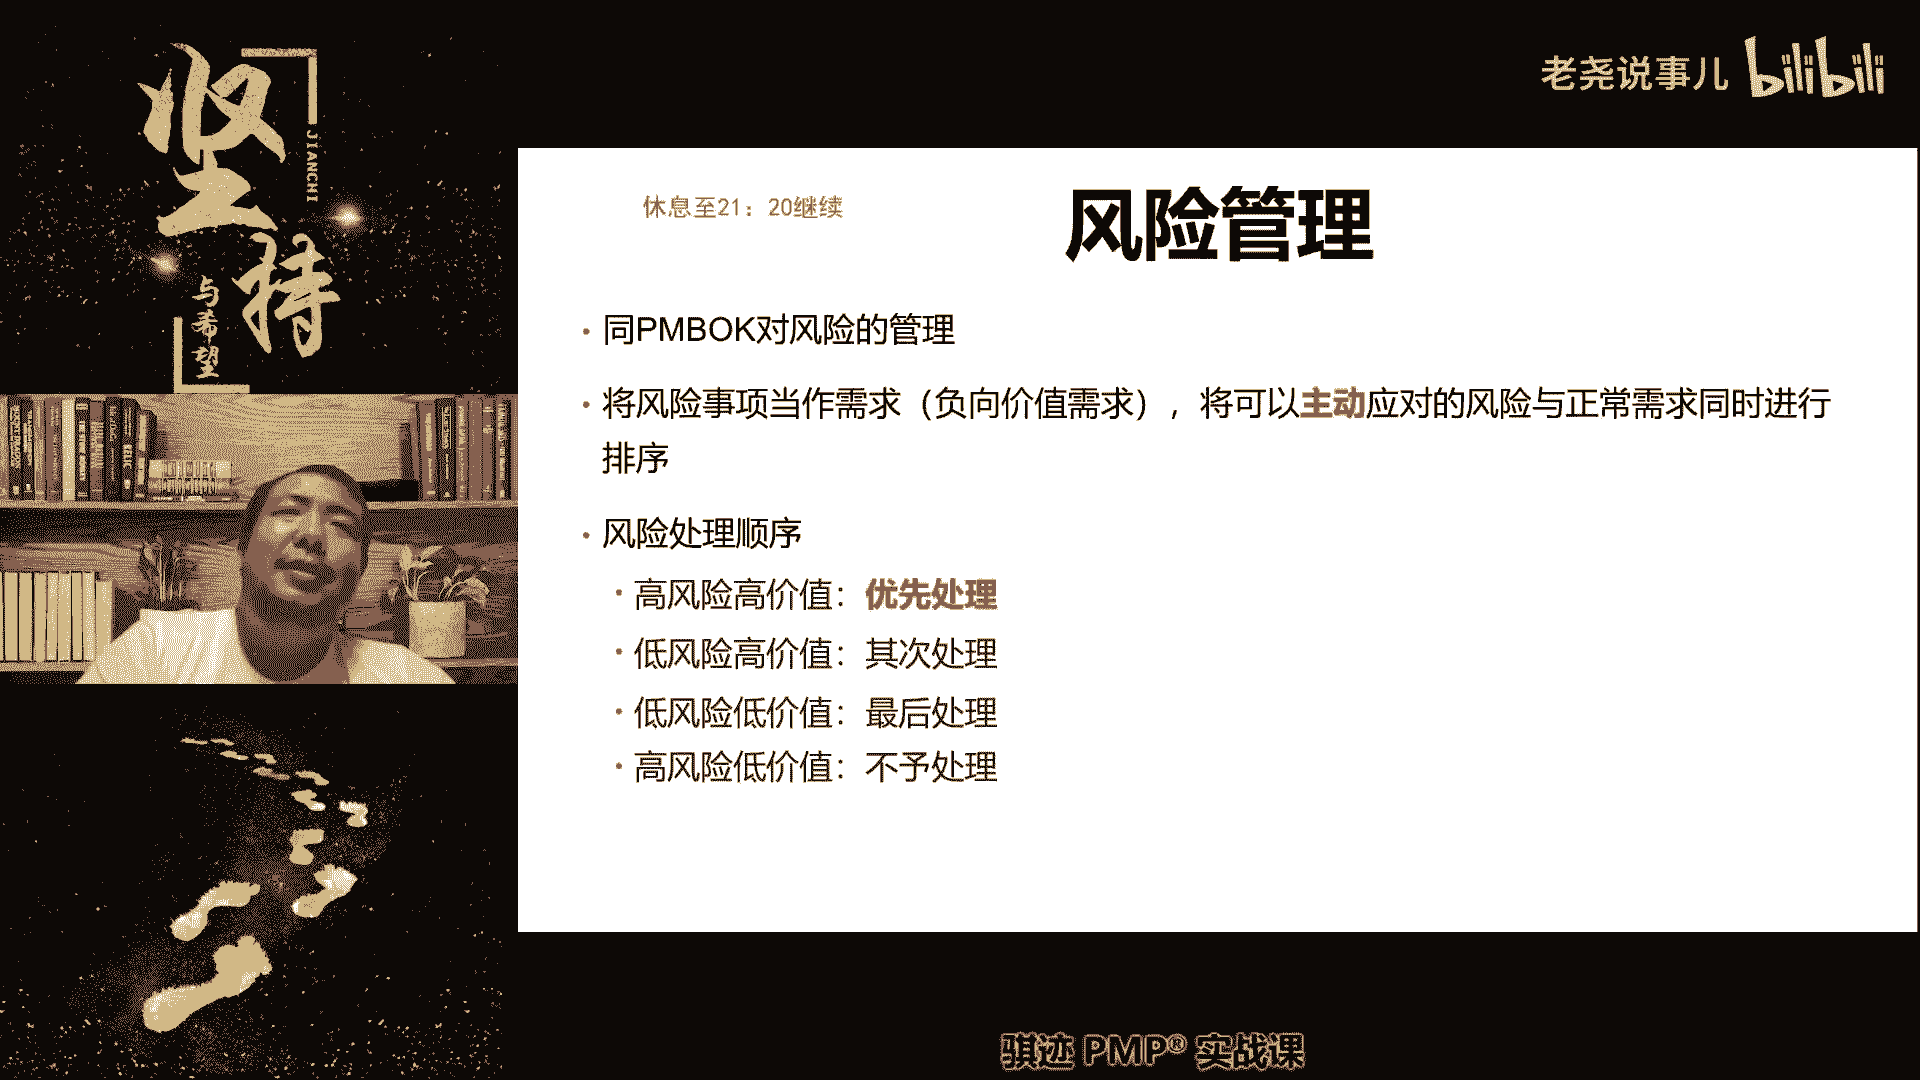 坚持
JIANCHI
与希望
老尧说事儿 bilibili
休息至21：20继续
风险管理
• 同PMBOK对风险的管理
• 将风险事项当作需求（负向价值需求），将可以主动应对的风险与正常需求同时进行
排序
• 风险处理顺序
• 高风险高价值：优先处理
• 低风险高价值：其次处理
• 低风险低价值：最后处理
• 高风险低价值：不予处理
骐迹 PMP® 实战课